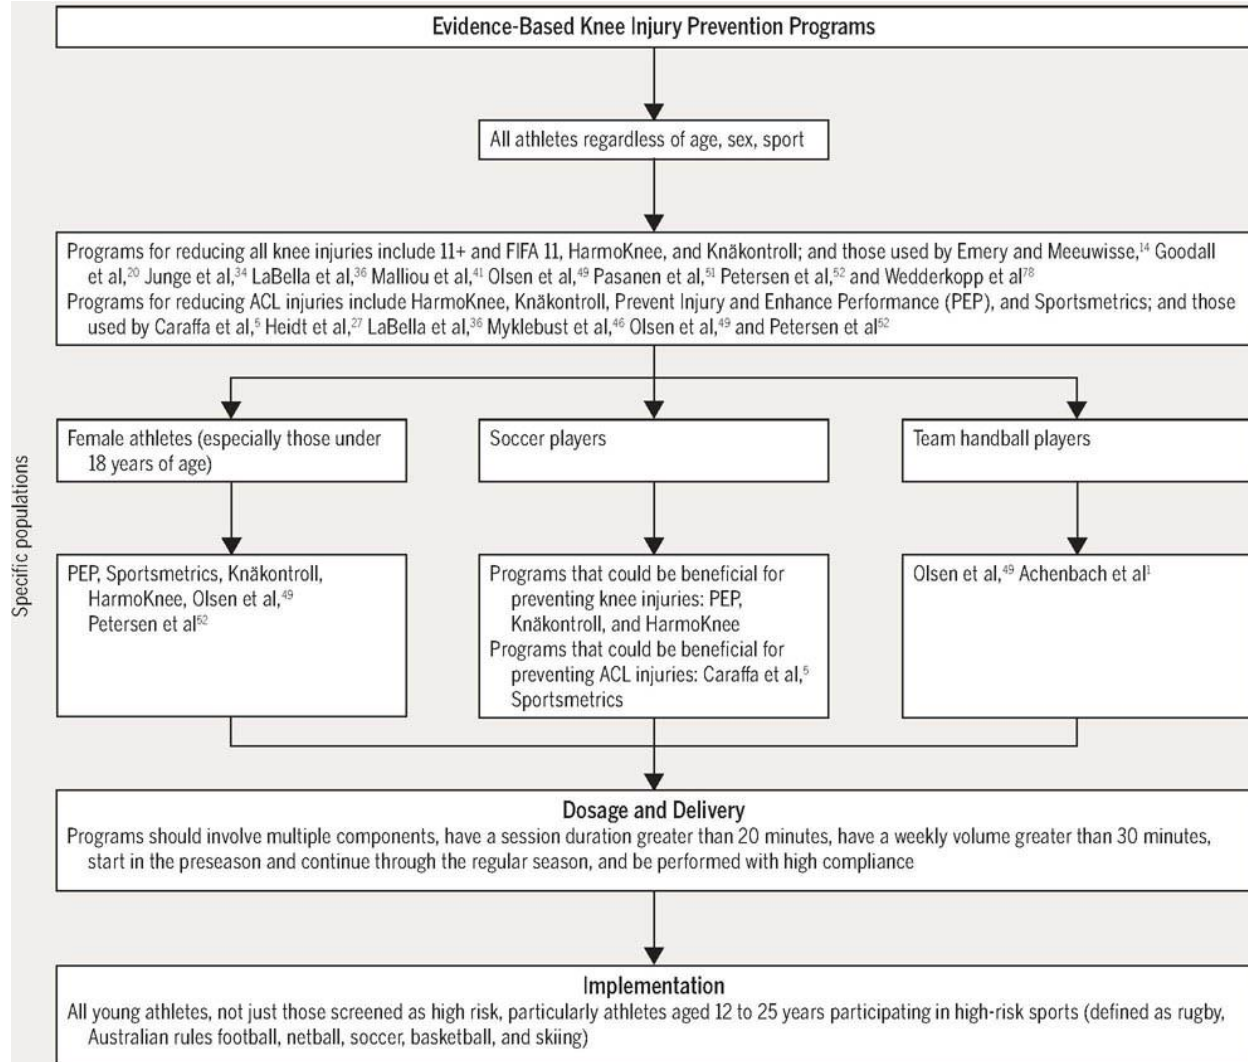 Evidence-Based Knee Injury Prevention Programs
All athletes regardless of age, sex, sport
Programs for reducing all knee injuries include 11+ and FIFA 11, HarmoKnee, and Knäkontroll; and those used by Emery and Meeuwisse,14 Goodall
et al,20 Junge et al,34 LaBella et al,36 Malliou et al,41 Olsen et al,49 Pasanen et al,51 Petersen et al,52 and Wedderkopp et al78
Programs for reducing ACL injuries include HarmoKnee, Knäkontroll, Prevent Injury and Enhance Performance (PEP), and Sportsmetrics; and those
used by Caraffa et al,5 Heidt et al,27 LaBella et al,36 Myklebust et al,46 Olsen et al,49 and Petersen et al52
Specific populations
Female athletes (especially those under
18 years of age)
Soccer players
Team handball players
PEP, Sportsmetrics, Knäkontroll,
HarmoKnee, Olsen et al,49
Petersen et al52
Programs that could be beneficial for
preventing knee injuries: PEP,
Knäkontroll, and HarmoKnee
Programs that could be beneficial for
preventing ACL injuries: Caraffa et al,5
Sportsmetrics
Olsen et al,49 Achenbach et al1
Dosage and Delivery
Programs should involve multiple components, have a session duration greater than 20 minutes, have a weekly volume greater than 30 minutes,
start in the preseason and continue through the regular season, and be performed with high compliance
Implementation
All young athletes, not just those screened as high risk, particularly athletes aged 12 to 25 years participating in high-risk sports (defined as rugby,
Australian rules football, netball, soccer, basketball, and skiing)